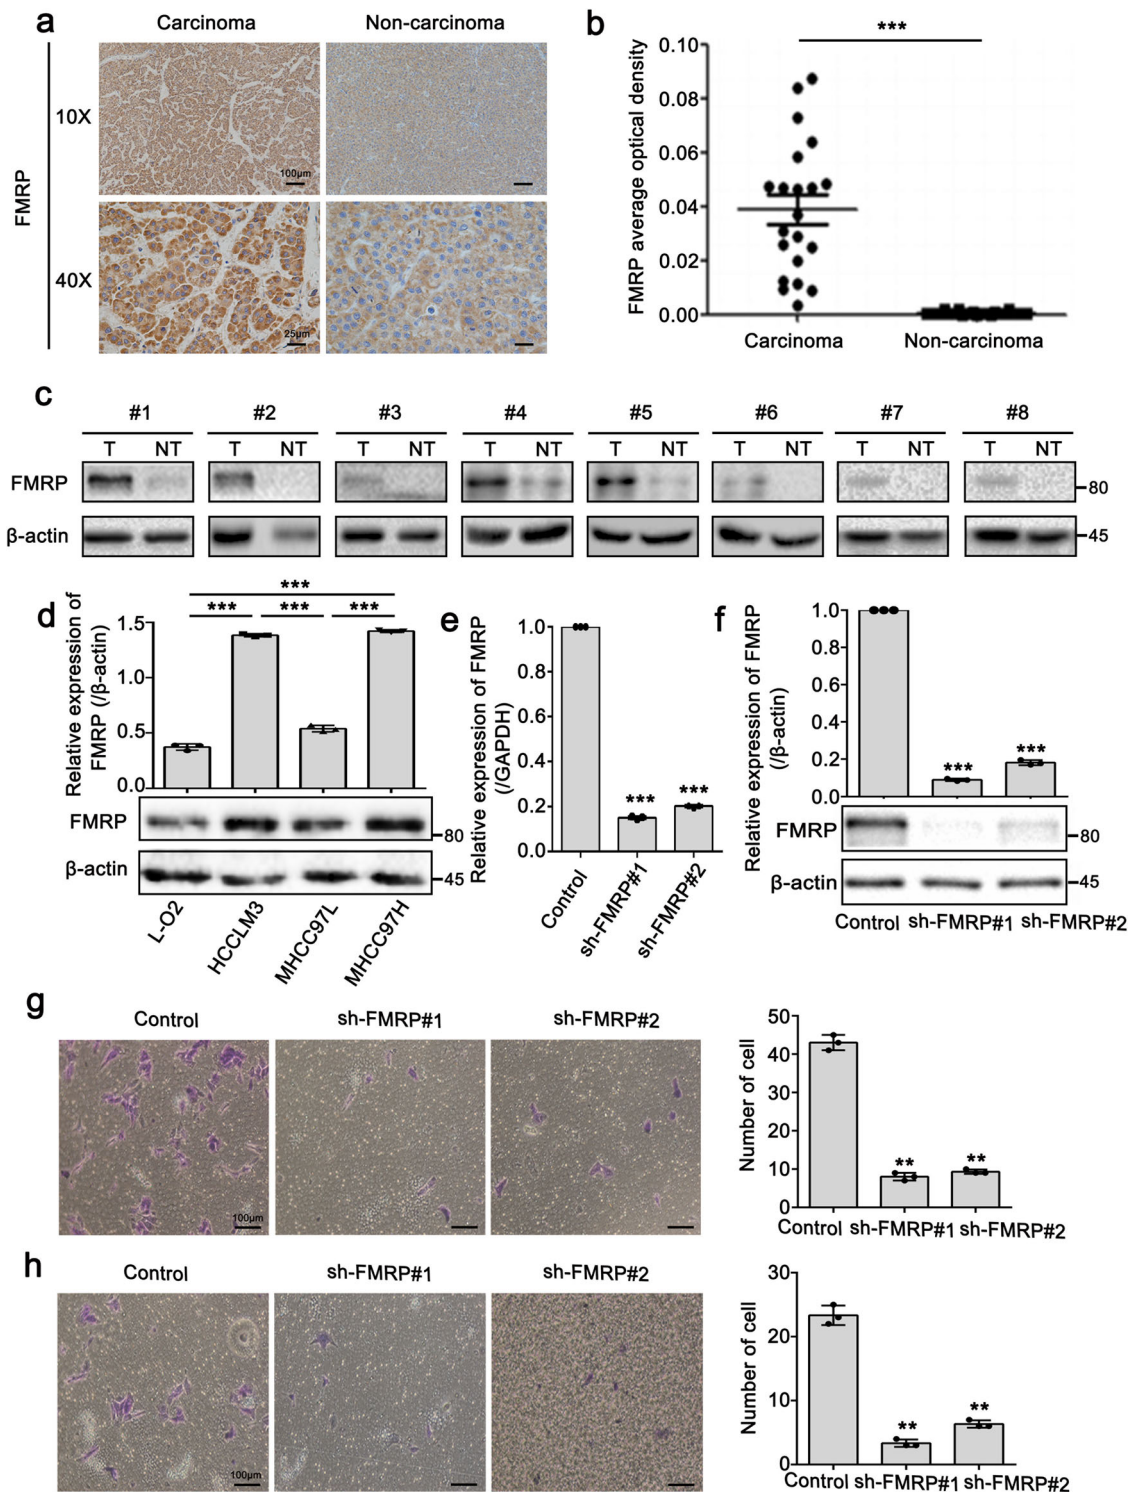 a
Carcinoma Non-carcinoma
FMRP
10X
100μm
40X
25μm
b
***
FMRP average optical density
0.10
0.08
0.06
0.04
0.02
0.00
Carcinoma Non-carcinoma
c
#1 #2 #3 #4 #5 #6 #7 #8
T NT T NT T NT T NT T NT T NT T NT T NT
FMRP 80
β-actin 45
d
***
*** *** ***
Relative expression of
FMRP (/β-actin)
1.5
1.0
0.5
0.0
FMRP 80
β-actin 45
L-O2 HCCLM3 MHCC97L MHCC97H
e
Relative expression of FMRP
(/GAPDH)
1.0
0.8
0.6
0.4
0.2
0.0
*** ***
Control sh-FMRP#1 sh-FMRP#2
f
Relative expression of FMRP
(/β-actin)
1.0
0.8
0.6
0.4
0.2
0.0
*** ***
FMRP 80
β-actin 45
Control sh-FMRP#1 sh-FMRP#2
g
Control sh-FMRP#1 sh-FMRP#2
100μm
Number of cell
50
40
30
20
10
0
** **
Control sh-FMRP#1 sh-FMRP#2
h
Control sh-FMRP#1 sh-FMRP#2
100μm
Number of cell
30
20
10
0
** **
Control sh-FMRP#1 sh-FMRP#2